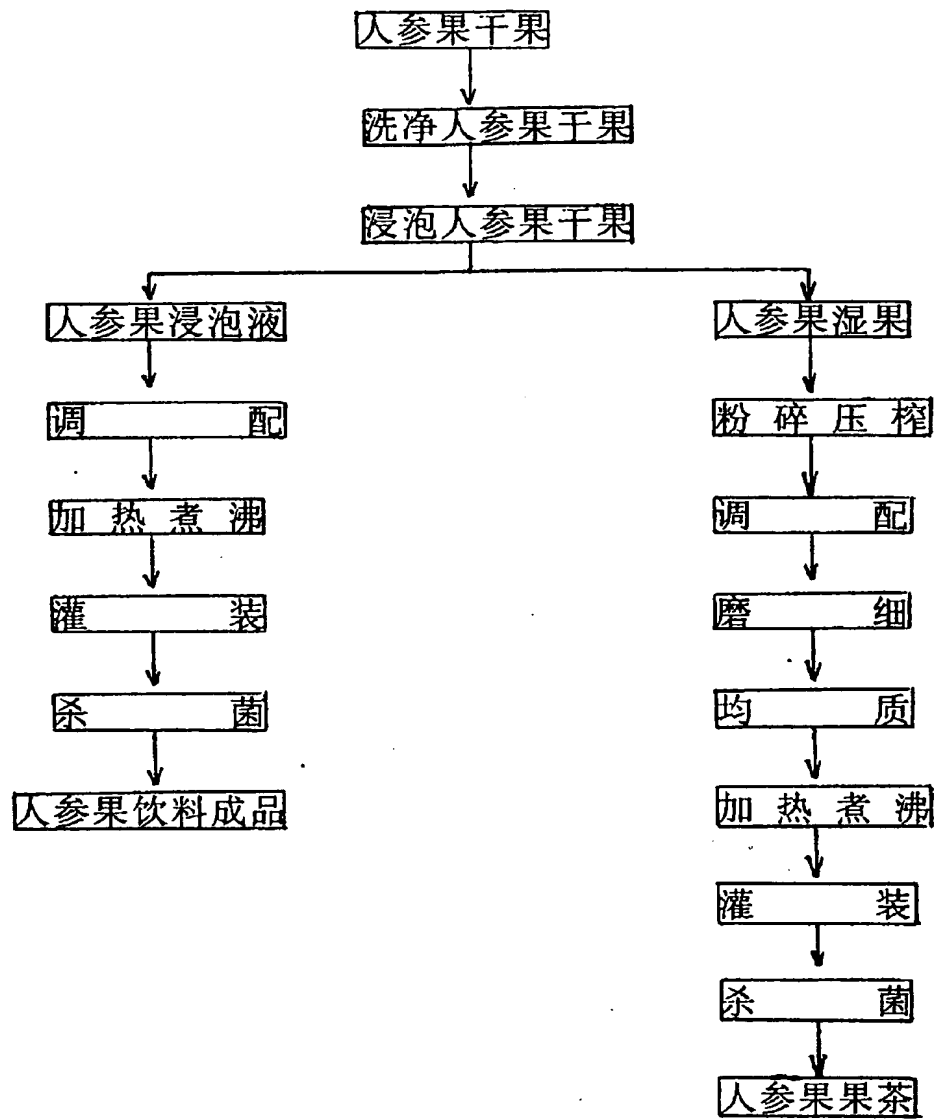 人参果干果
洗净人参果干果
浸泡人参果干果
人参果浸泡液
调配
加热煮沸
灌装
杀菌
人参果饮料成品
人参果湿果
粉碎压榨
调配
磨细
均质
加热煮沸
灌装
杀菌
人参果果茶